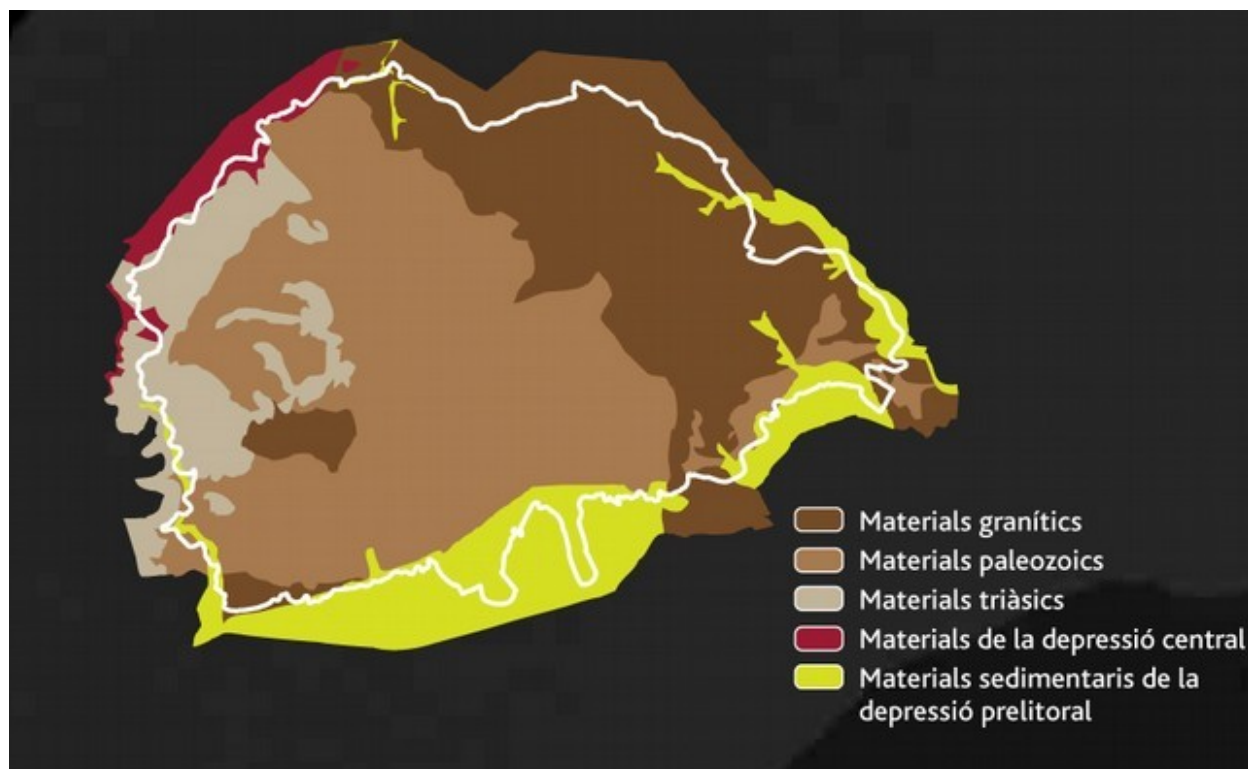 Materials granítics
Materials paleozoics
Materials triàsics
Materials de la depressió central
Materials sedimentaris de la
depressió prelitoral